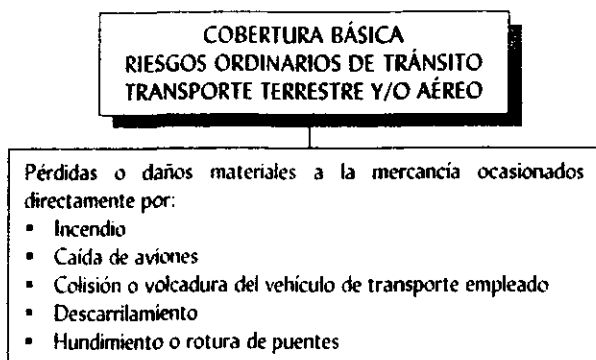 COBERTURA BÁSICA
RIESGOS ORDINARIOS DE TRÁNSITO
TRANSPORTE TERRESTRE Y/O AÉREO
Pérdidas o daños materiales a la mercancía ocasionados
directamente por:
▪ Incendio
▪ Caída de aviones
▪ Colisión o volcadura del vehículo de transporte empleado
▪ Descarrilamiento
▪ Hundimiento o rotura de puentes